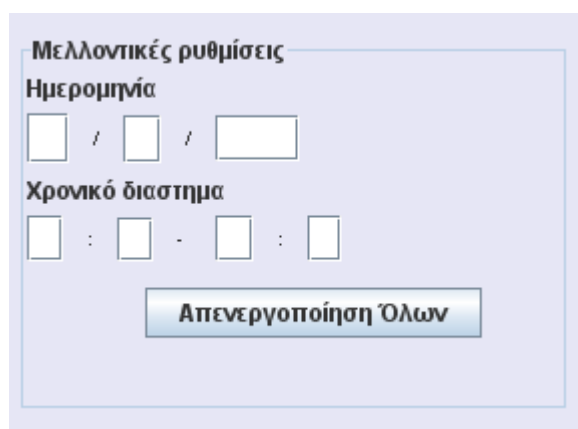 Μελλοντικές ρυθμίσεις
Ημερομηνία
/ /
Χρονικό διαστημα
: - :
Απενεργοποίηση Όλων